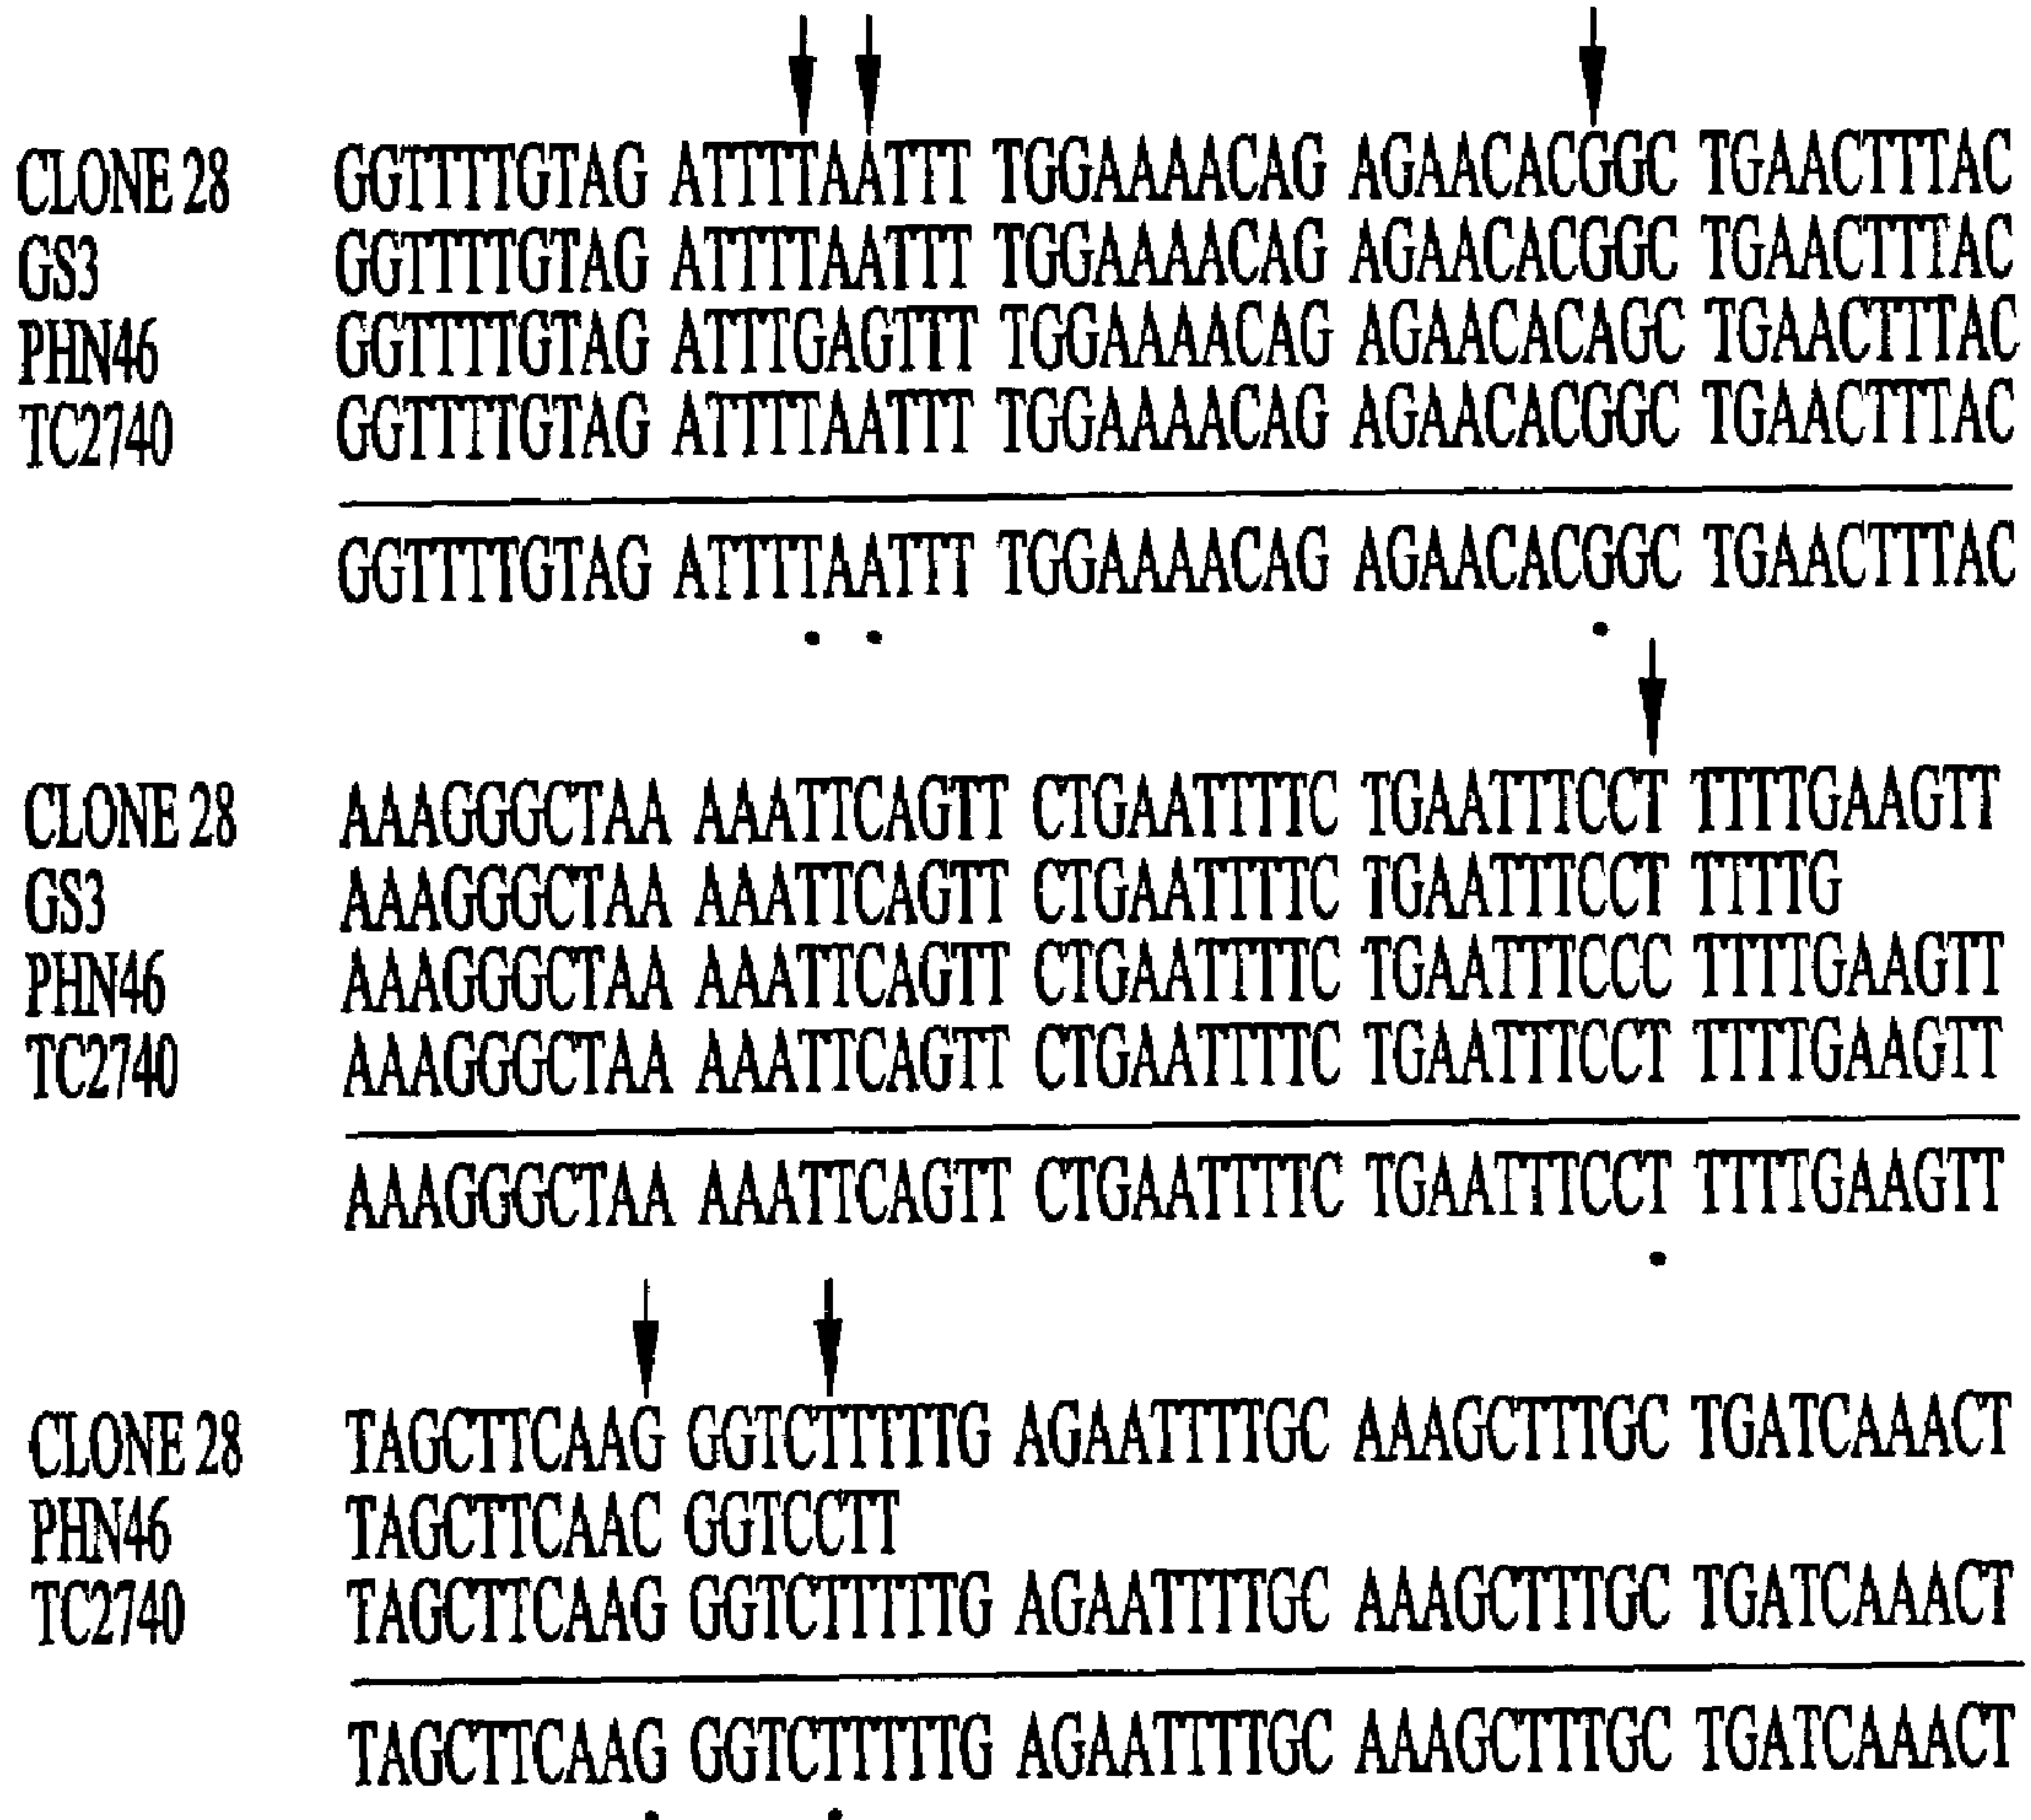 CLONE 28 GGTTTTGTAG ATTTTAATTT TGGAAAACAG AGAACACGGC TGAACTTTAC
GS3 GGTTTTGTAG ATTTTAATTT TGGAAAACAG AGAACACGGC TGAACTTTAC
PHN46 GGTTTTGTAG ATTTGAGTTT TGGAAAACAG AGAACACAGC TGAACTTTAC
TC2740 GGTTTTGTAG ATTTTAATTT TGGAAAACAG AGAACACGGC TGAACTTTAC
GGTTTTGTAG ATTTTAATTT TGGAAAACAG AGAACACGGC TGAACTTTAC
CLONE 28 AAAGGGCTAA AAATTCAGTT CTGAATTTTC TGAATTTCCT TTTTGAAGTT
GS3 AAAGGGCTAA AAATTCAGTT CTGAATTTTC TGAATTTCCT TTTTG
PHN46 AAAGGGCTAA AAATTCAGTT CTGAATTTTC TGAATTTCCC TTTTGAAGTT
TC2740 AAAGGGCTAA AAATTCAGTT CTGAATTTTC TGAATTTCCT TTTTGAAGTT
AAAGGGCTAA AAATTCAGTT CTGAATTTTC TGAATTTCCT TTTTGAAGTT
CLONE 28 TAGCTTCAAG GGTCTTTTTG AGAATTTTGC AAAGCTTTGC TGATCAAACT
PHN46 TAGCTTCAAC GGTCCTT
TC2740 TAGCTTCAAG GGTCTTTTTG AGAATTTTGC AAAGCTTTGC TGATCAAACT
TAGCTTCAAG GGTCTTTTTG AGAATTTTGC AAAGCTTTGC TGATCAAACT